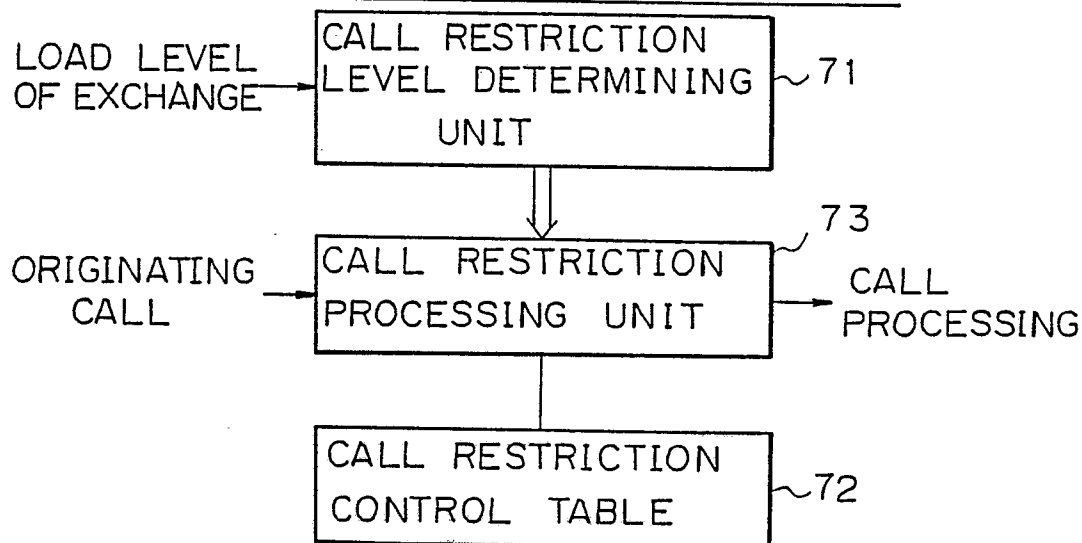 CALL RESTRICTION
LEVEL DETERMINING
UNIT
71
LOAD LEVEL
OF EXCHANGE
73
CALL RESTRICTION
PROCESSING UNIT
ORIGINATING
CALL
CALL
PROCESSING
CALL RESTRICTION
CONTROL TABLE
72